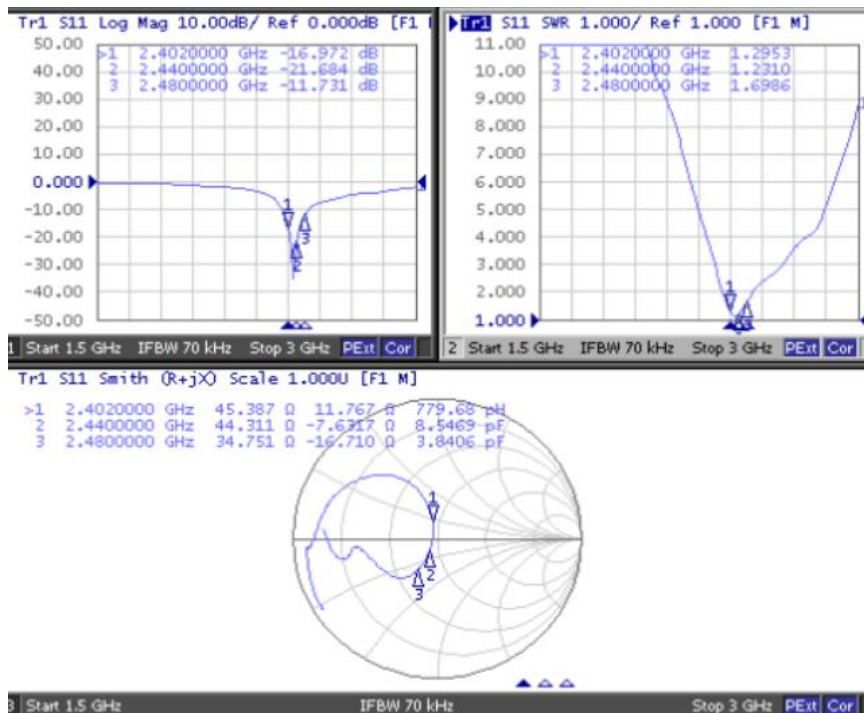 Tr1 S11 Log Mag 10.00dB/ Ref 0.000dB [F1
50.00
40.00
30.00
20.00
10.00
0.000
-10.00
-20.00
-30.00
-40.00
-50.00
>1 2.4020000 GHz -16.972 dB
2 2.4400000 GHz -21.684 dB
3 2.4800000 GHz -11.731 dB
1
2
3
1 Start 1.5 GHz IFBW 70 kHz Stop 3 GHz PExt Cor
Tr1 S11 SWR 1.000/ Ref 1.000 [F1 M]
11.00
10.00
9.000
8.000
7.000
6.000
5.000
4.000
3.000
2.000
1.000
>1 2.4020000 GHz 1.2953
2 2.4400000 GHz 1.2310
3 2.4800000 GHz 1.6986
1
2 Start 1.5 GHz IFBW 70 kHz Stop 3 GHz PExt Cor
Tr1 S11 Smith (R+jX) Scale 1.000U [F1 M]
>1 2.4020000 GHz 45.387 Ω 11.767 Ω 779.68 pH
2 2.4400000 GHz 44.311 Ω -7.6317 Ω 8.5469 pF
3 2.4800000 GHz 34.751 Ω -16.710 Ω 3.8406 pF
1
2
3
3 Start 1.5 GHz IFBW 70 kHz Stop 3 GHz PExt Cor